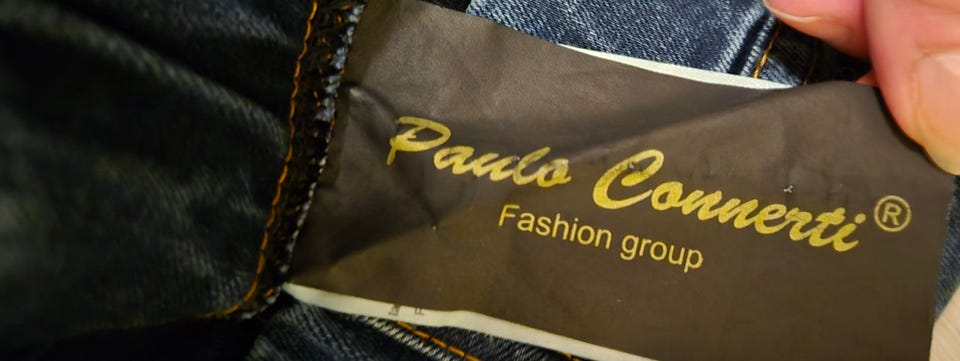 Paulo Connerti®
Fashion group